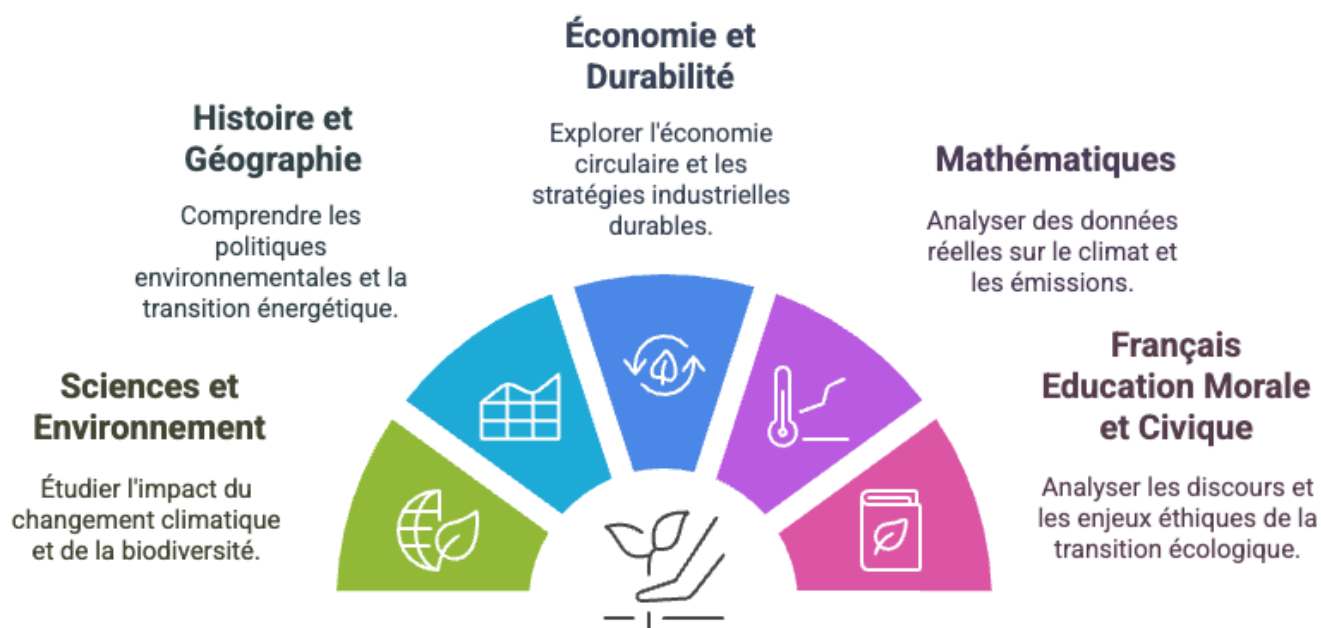 Sciences et
Environnement
Étudier l'impact du
changement climatique
et de la biodiversité.
Histoire et
Géographie
Comprendre les
politiques
environnementales et la
transition énergétique.
Économie et
Durabilité
Explorer l'économie
circulaire et les
stratégies industrielles
durables.
Mathématiques
Analyser des données
réelles sur le climat et
les émissions.
Français
Education Morale
et Civique
Analyser les discours et
les enjeux éthiques de la
transition écologique.